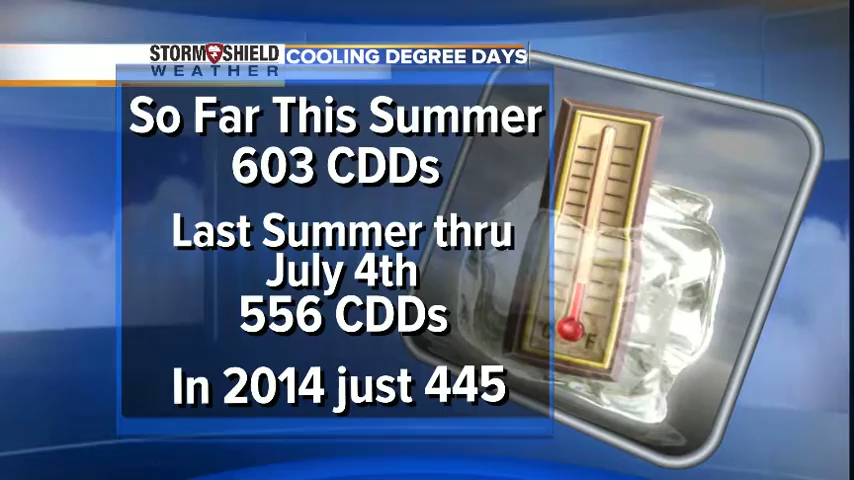 STORM SHIELD
WEATHER
COOLING DEGREE DAYS
So Far This Summer
603 CDDs
Last Summer thru
July 4th
556 CDDs
In 2014 just 445
C F